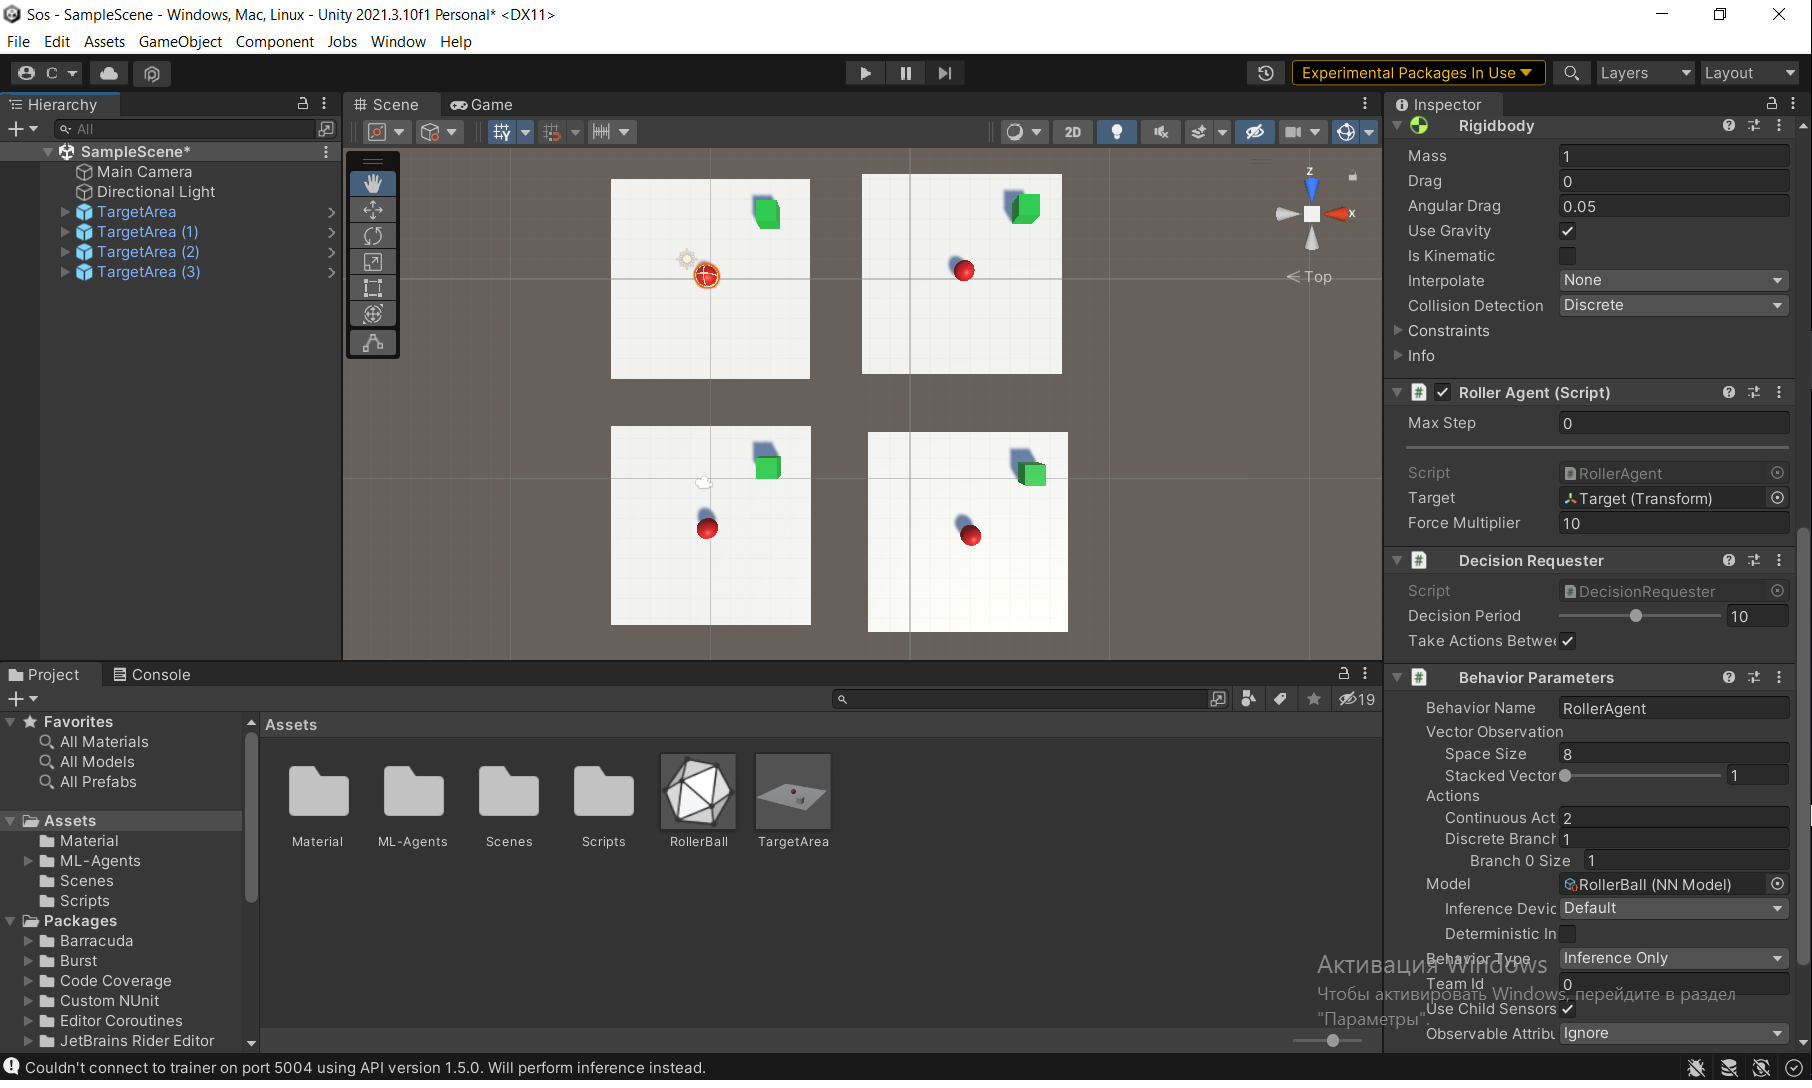 Sos - SampleScene - Windows, Mac, Linux - Unity 2021.3.10f1 Personal* <DX11>
File Edit Assets GameObject Component Jobs Window Help
C
Experimental Packages In Use
Layers
Layout
Hierarchy
All
SampleScene*
Main Camera
Directional Light
TargetArea
TargetArea (1)
TargetArea (2)
TargetArea (3)
Scene
Game
2D
z
x
Top
Inspector
Rigidbody
Mass 1
Drag 0
Angular Drag 0.05
Use Gravity
Is Kinematic
Interpolate None
Collision Detection Discrete
Constraints
Info
Roller Agent (Script)
Max Step 0
Script RollerAgent
Target Target (Transform)
Force Multiplier 10
Decision Requester
Script DecisionRequester
Decision Period 10
Take Actions Betwee
Behavior Parameters
Behavior Name RollerAgent
Vector Observation
Space Size 8
Stacked Vector 1
Actions
Continuous Act 2
Discrete Branch 1
Branch 0 Size 1
Model RollerBall (NN Model)
Inference Devic Default
Deterministic In
Behavior Type Inference Only
Team Id 0
Use Child Sensors
Observable Attribu Ignore
Активация Windows
Чтобы активировать Windows, перейдите в раздел
"Параметры".
Project
Console
19
Favorites
All Materials
All Models
All Prefabs
Assets
Material
ML-Agents
Scenes
Scripts
Packages
Barracuda
Burst
Code Coverage
Custom NUnit
Editor Coroutines
JetBrains Rider Editor
Assets
Material
ML-Agents
Scenes
Scripts
RollerBall
TargetArea
Couldn't connect to trainer on port 5004 using API version 1.5.0. Will perform inference instead.